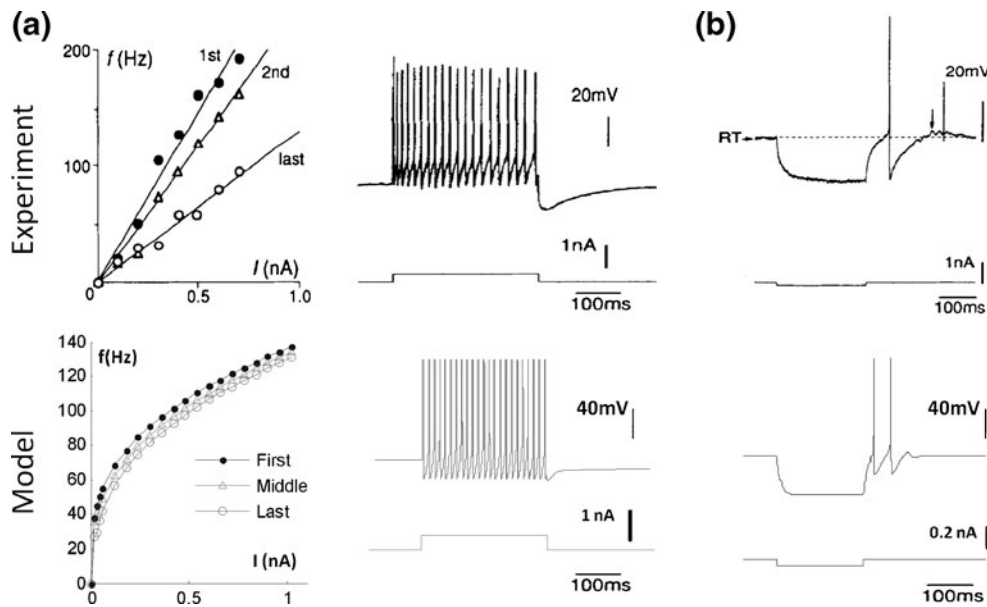 (a)
(b)
Experiment
Model
f (Hz)
200
100
0
1st
2nd
last
I (nA)
0
0.5
1.0
20mV
1nA
100ms
RT
20mV
1nA
100ms
f(Hz)
140
120
100
80
60
40
20
0
First
Middle
Last
I (nA)
0
0.5
1
40mV
1 nA
100ms
40mV
0.2 nA
100ms